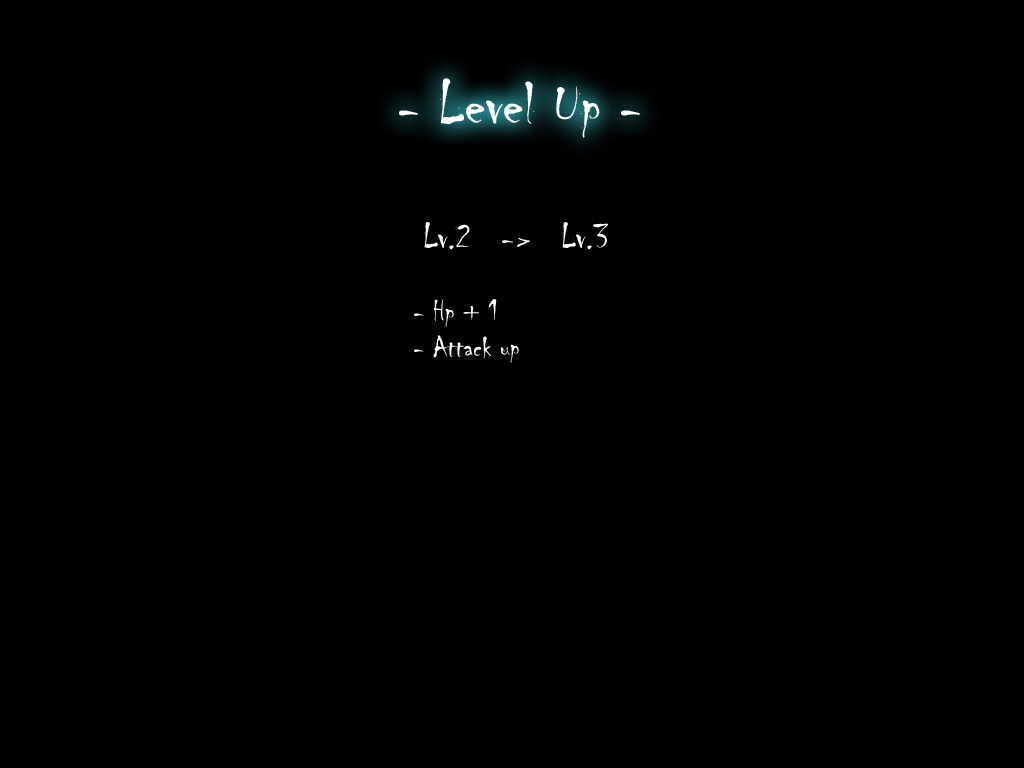 - Level Up -
Lv.2 -> Lv.3
- Hp + 1
- Attack up